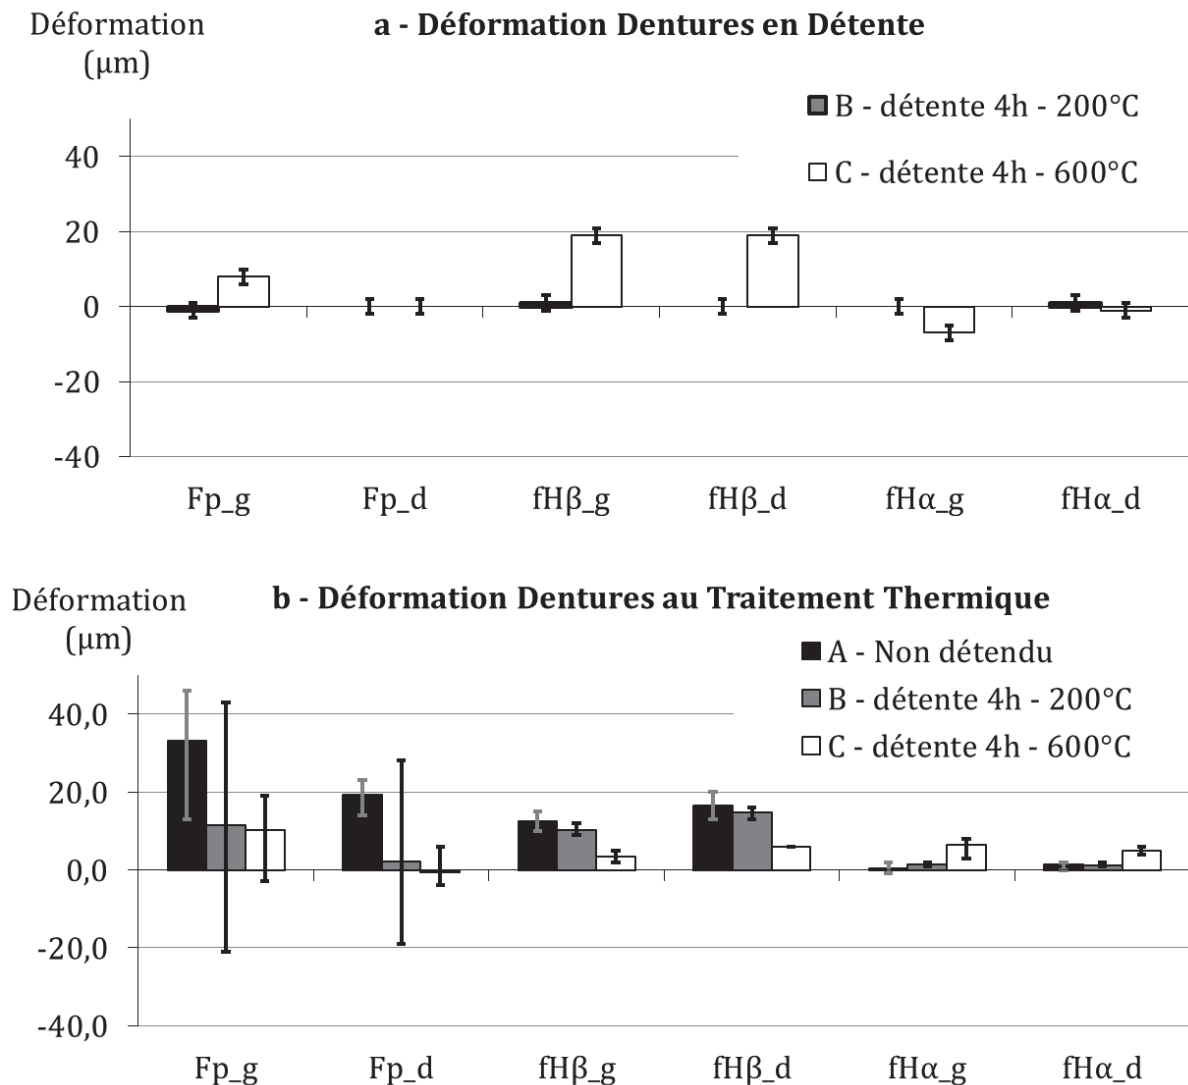 Déformation
(µm)
a - Déformation Dentures en Détente
B - détente 4h - 200°C
C - détente 4h - 600°C
40
20
0
-20
-40
Fp_g Fp_d fHβ_g fHβ_d fHα_g fHα_d
Déformation
(µm)
b - Déformation Dentures au Traitement Thermique
A - Non détendu
B - détente 4h - 200°C
C - détente 4h - 600°C
40,0
20,0
0,0
-20,0
-40,0
Fp_g Fp_d fHβ_g fHβ_d fHα_g fHα_d